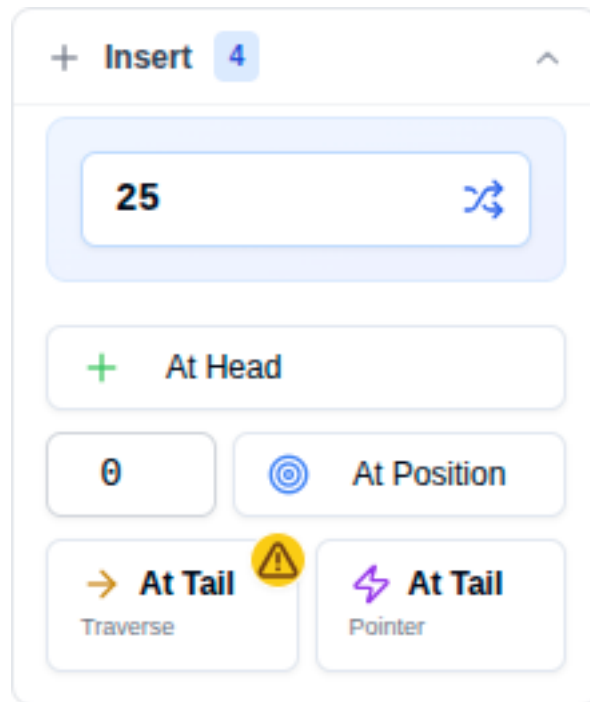 Insert 4
25
At Head
0 At Position
At Tail At Tail
Traverse Pointer